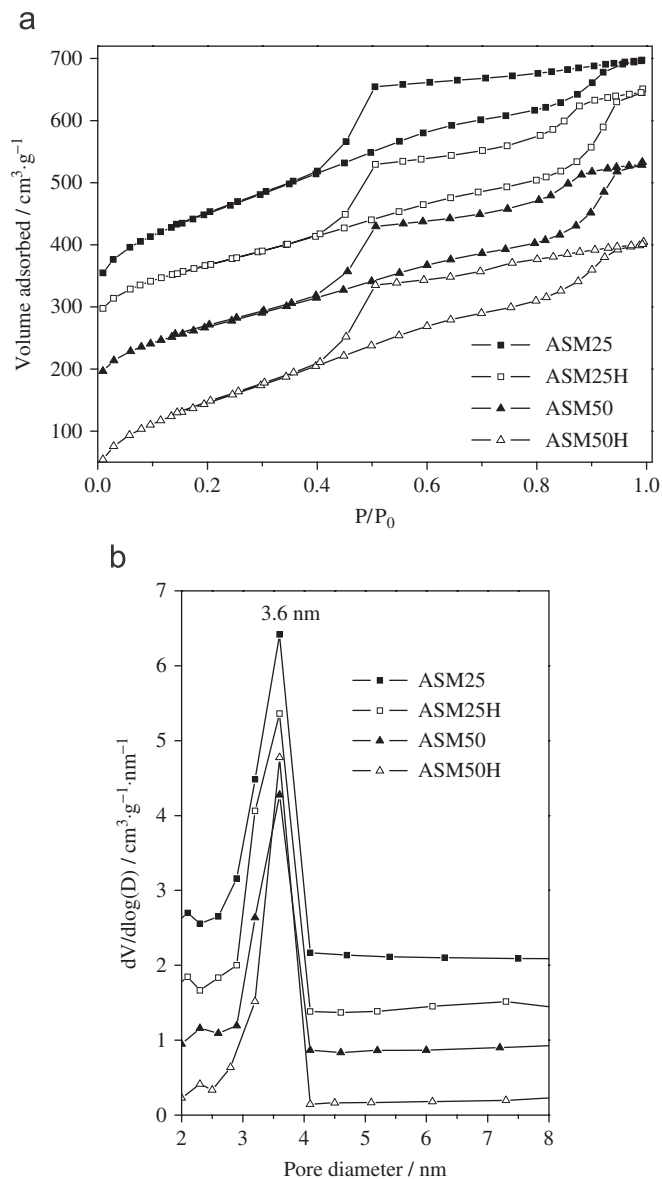 a
700
600
500
400
300
200
100
Volume adsorbed / cm³·g⁻¹
ASM25
ASM25H
ASM50
ASM50H
0.0 0.2 0.4 0.6 0.8 1.0
P/P₀
b
7
6
5
4
3
2
1
0
dV/dlog(D) / cm³·g⁻¹·nm⁻¹
3.6 nm
ASM25
ASM25H
ASM50
ASM50H
2 3 4 5 6 7 8
Pore diameter / nm